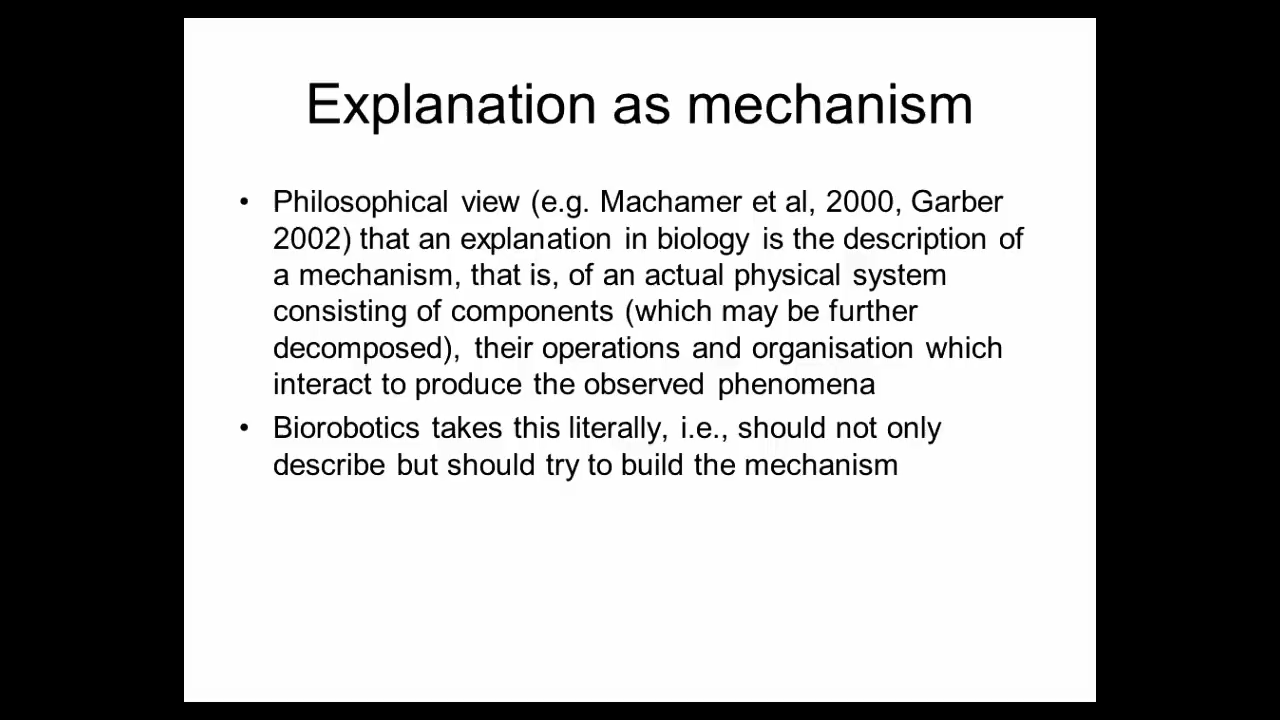 Explanation as mechanism
• Philosophical view (e.g. Machamer et al, 2000, Garber
2002) that an explanation in biology is the description of
a mechanism, that is, of an actual physical system
consisting of components (which may be further
decomposed), their operations and organisation which
interact to produce the observed phenomena
• Biorobotics takes this literally, i.e., should not only
describe but should try to build the mechanism